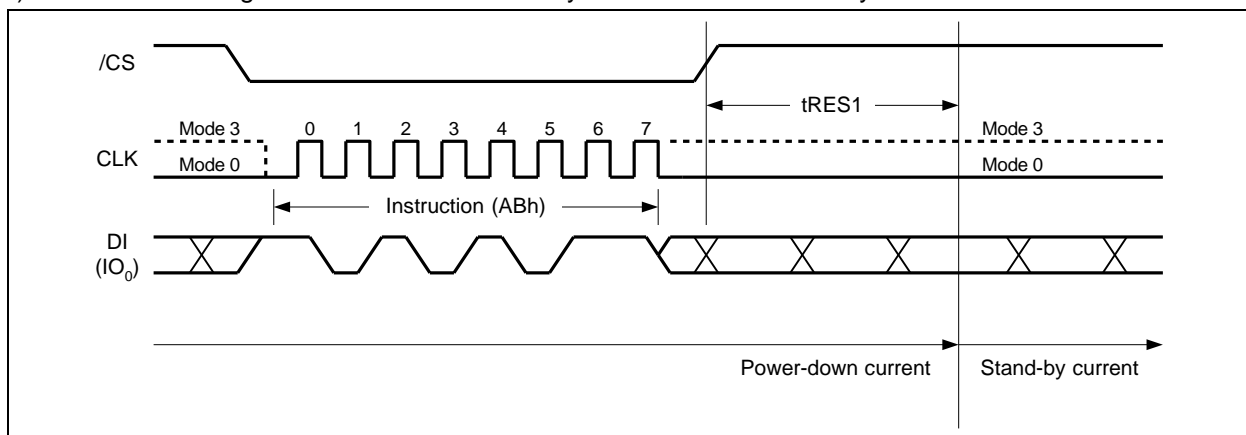 /CS
tRES1
Mode 3 0 1 2 3 4 5 6 7 Mode 3
CLK
Mode 0 Mode 0
Instruction (ABh)
DI
(IO0)
Power-down current Stand-by current